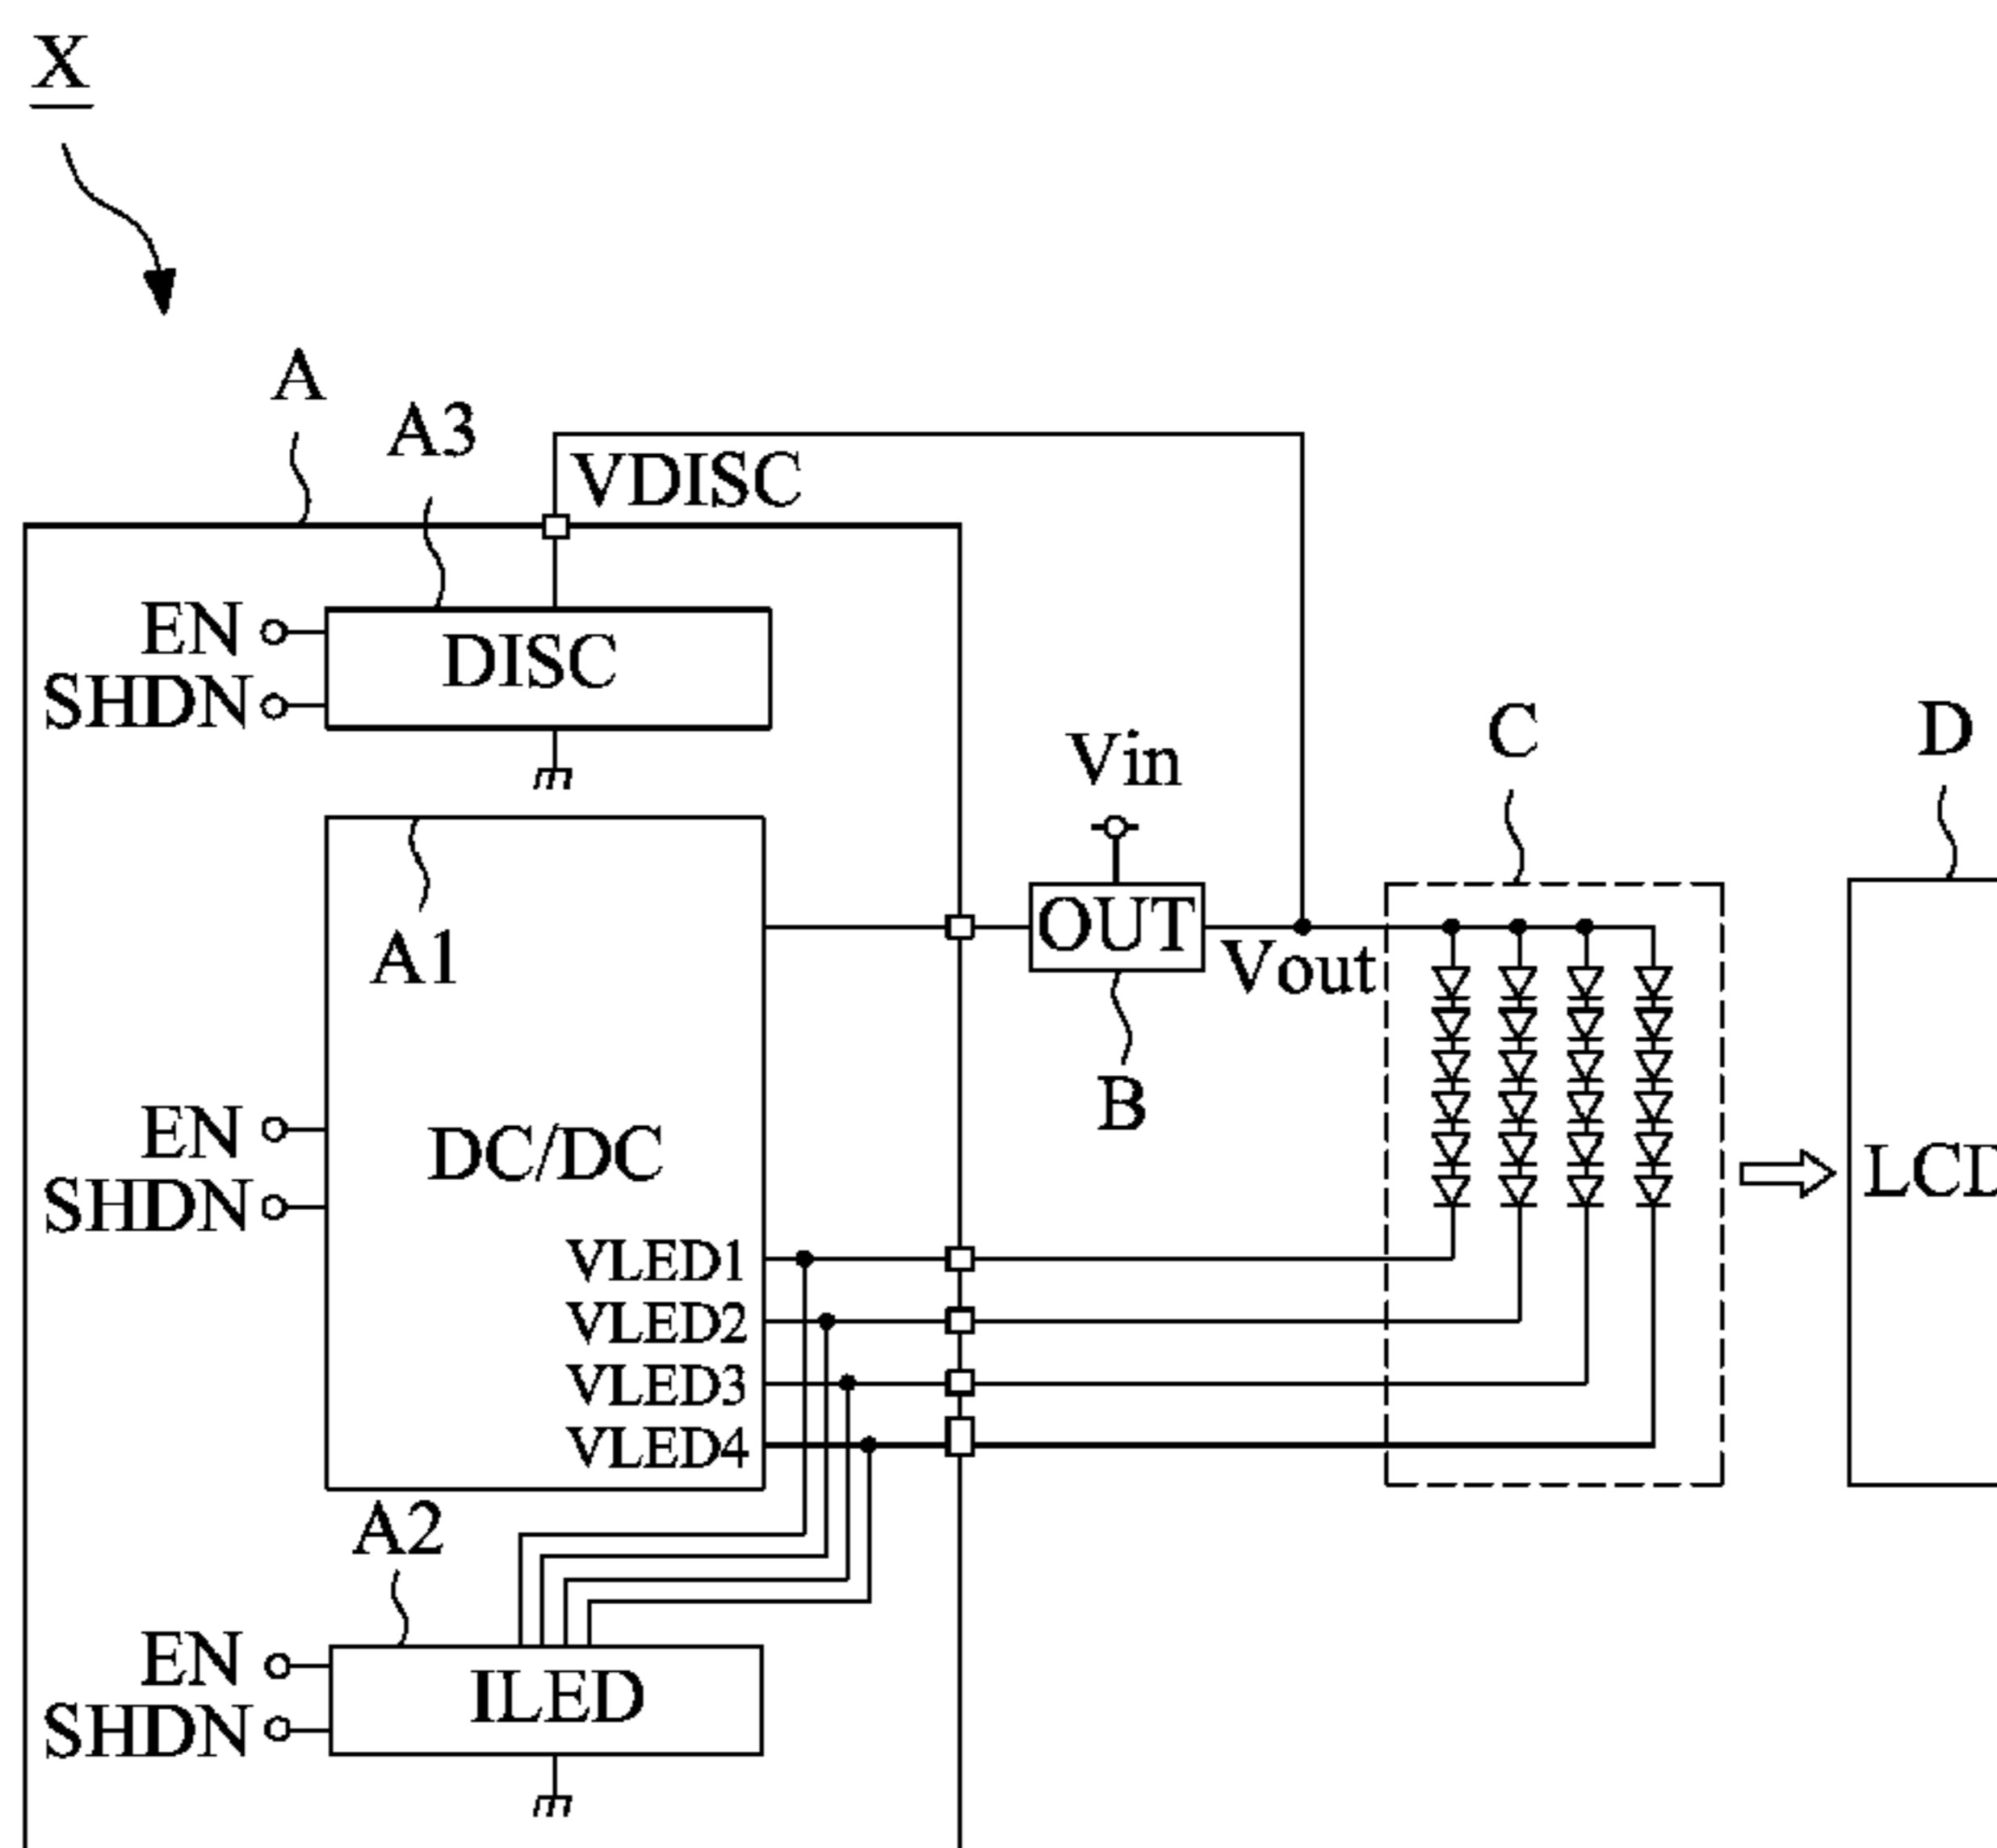 X
A
A3
VDISC
EN
DISC
SHDN
C
D
Vin
A1
OUT
Vout
B
EN
DC/DC
SHDN
LCD
VLED1
VLED2
VLED3
VLED4
A2
EN
ILED
SHDN